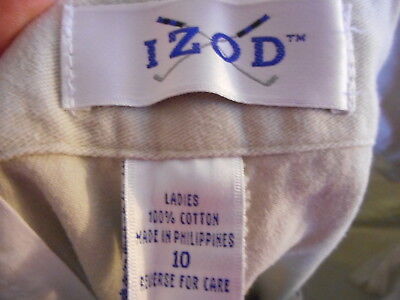 IZOD™
LADIES
100% COTTON
MADE IN PHILIPPINES
10
REVERSE FOR CARE